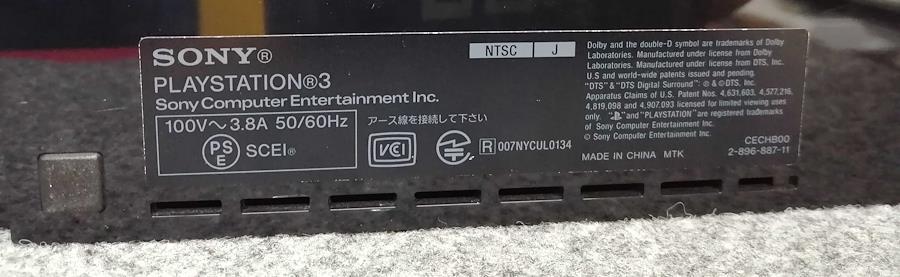 SONY®
PLAYSTATION®3
Sony Computer Entertainment Inc.
100V～3.8A 50/60Hz
PSE SCEI®
アース線を接続して下さい
VCI
R 007NYCUL0134
NTSC J
Dolby and the double-D symbol are trademarks of Dolby
Laboratories. Manufactured under license from Dolby
Laboratories. Manufactured under license from DTS, Inc.
U.S and world-wide patents issued and pending.
"DTS" & "DTS Digital Surround": ℗ & © DTS, Inc.
Apparatus Claims of U.S. Patent Nos. 4,631,603, 4,577,216,
4,819,098 and 4,907,093 licensed for limited viewing uses
only. " " and "PLAYSTATION" are registered trademarks
of Sony Computer Entertainment Inc.
© Sony Computer Entertainment Inc.
CECHB00
MADE IN CHINA MTK 2-896-887-11